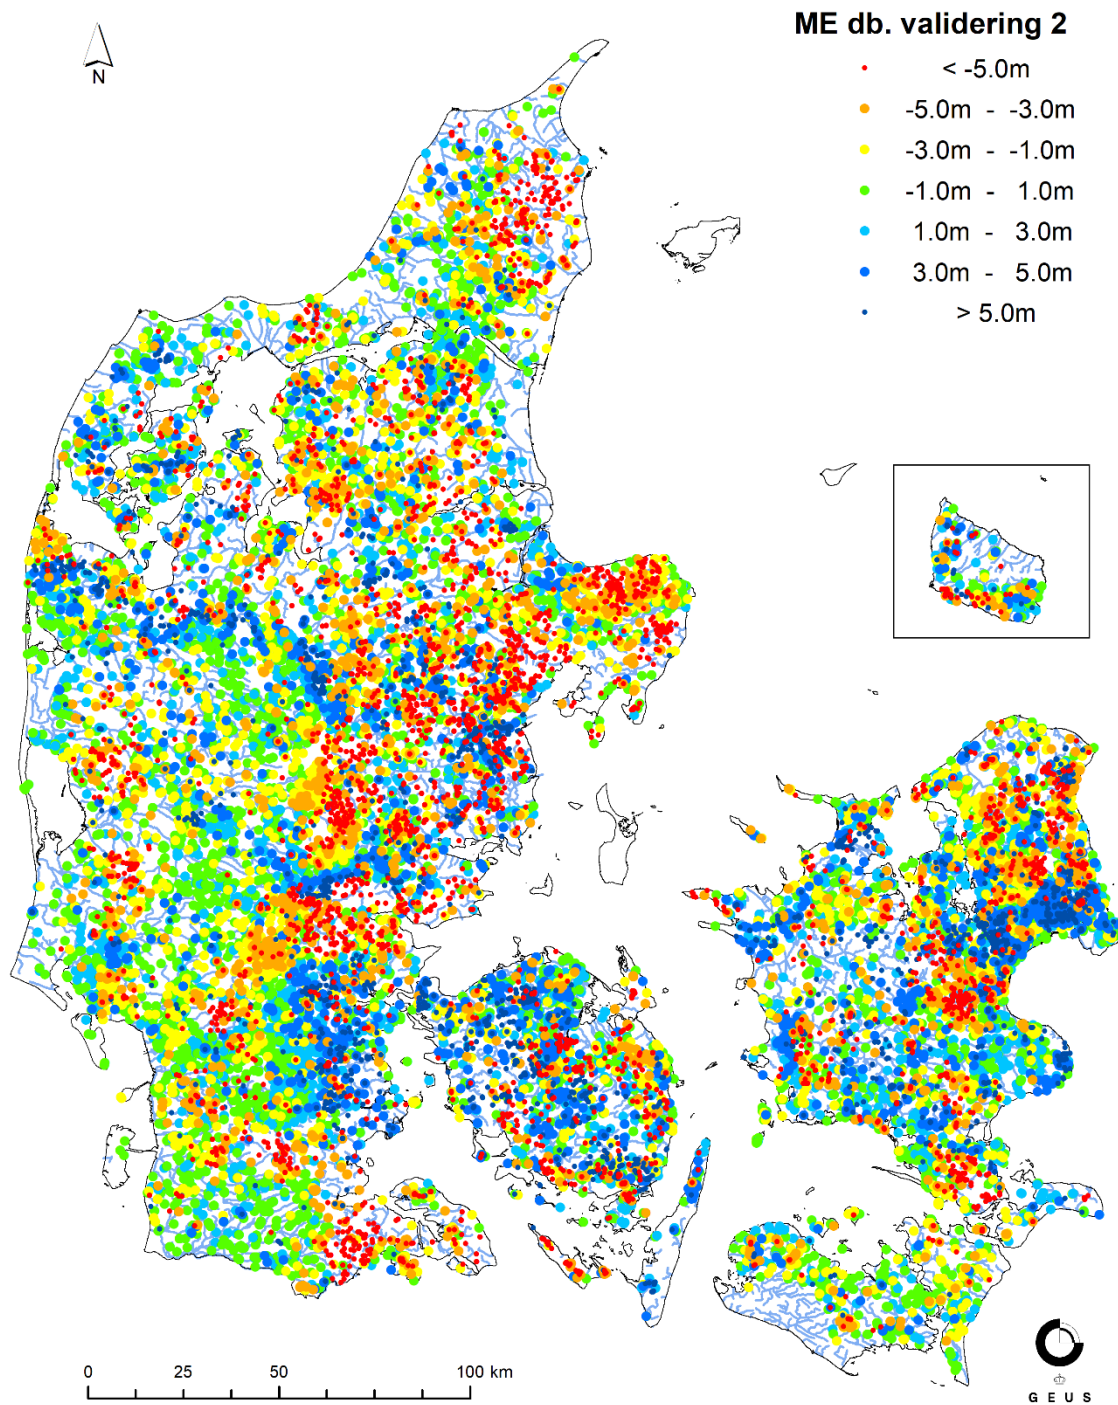 ME db. validering 2
< -5.0m
-5.0m - -3.0m
-3.0m - -1.0m
-1.0m - 1.0m
1.0m - 3.0m
3.0m - 5.0m
> 5.0m
N
0 25 50 100 km
G E U S